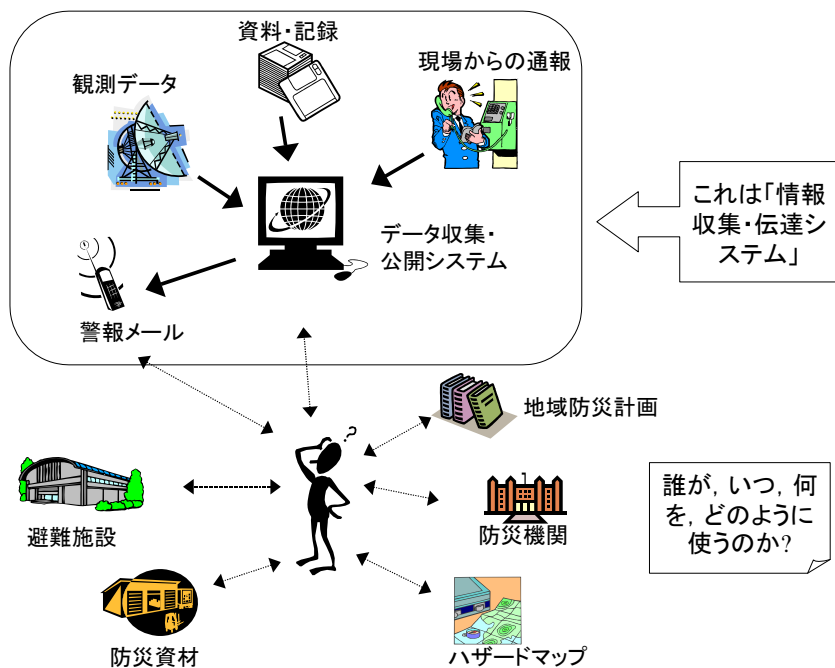 資料・記録
観測データ
現場からの通報
データ収集・
公開システム
警報メール
これは「情報
収集・伝達シ
ステム」
地域防災計画
避難施設
防災機関
防災資材
ハザードマップ
誰が，いつ，何
を，どのように
使うのか?
?